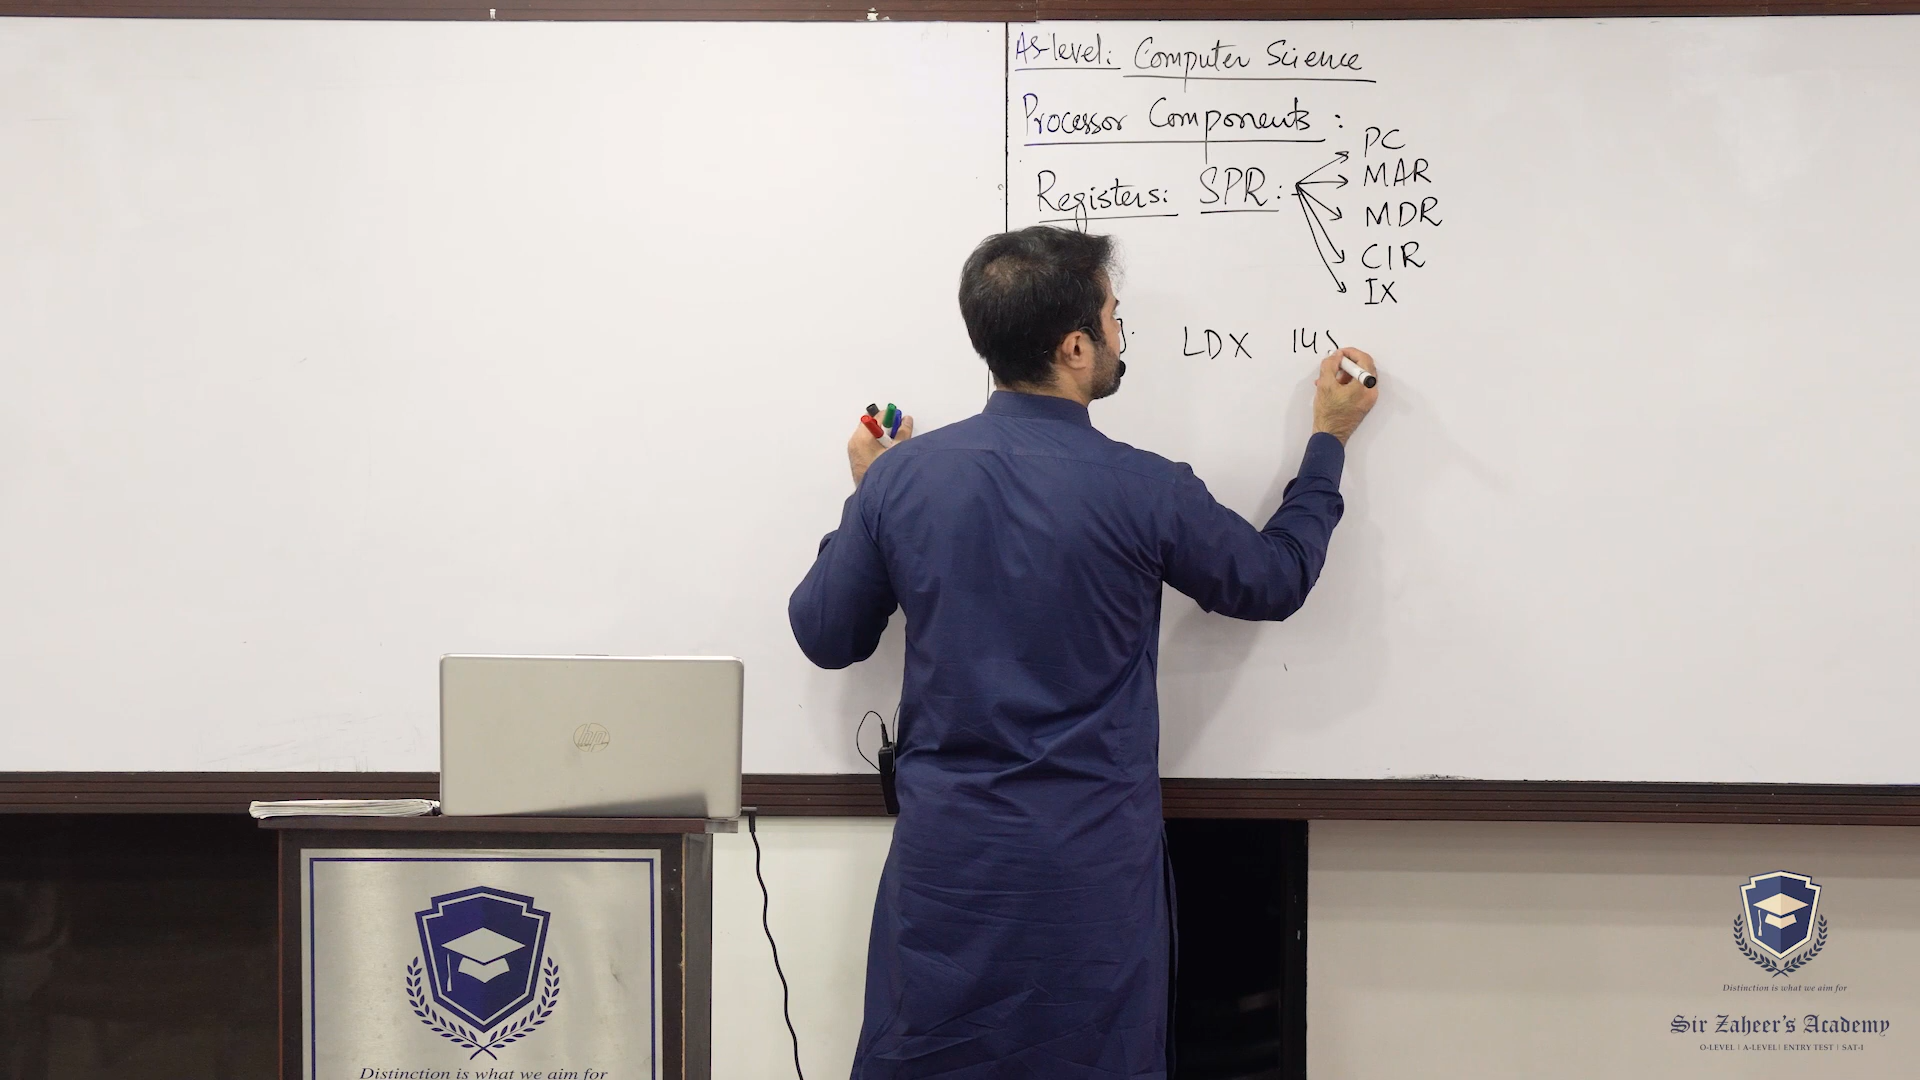 As-level: Computer Science
Processor Components:
Registers: SPR:
PC
MAR
MDR
CIR
IX
LDX
hp
Distinction is what we aim for
Distinction is what we aim for
Sir Zaheer's Academy
O-LEVEL | A-LEVEL | ENTRY TEST | SAT-I